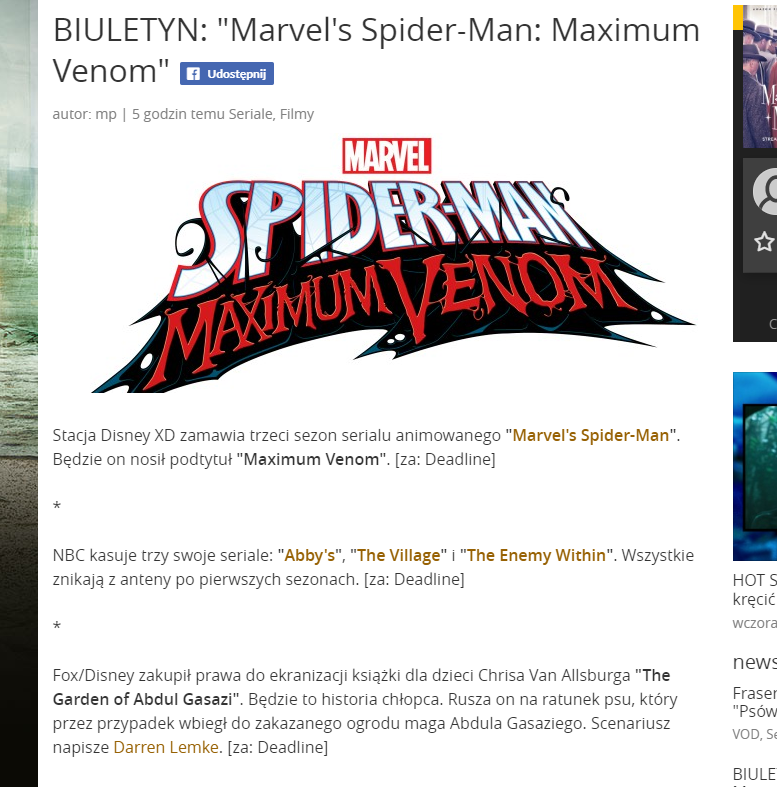 BIULETYN: "Marvel's Spider-Man: Maximum
Venom"
Udostępnij
autor: mp | 5 godzin temu Seriale, Filmy
MARVEL
SPIDER-MAN
MAXIMUM VENOM
Stacja Disney XD zamawia trzeci sezon serialu animowanego "Marvel's Spider-Man".
Będzie on nosił podtytuł "Maximum Venom". [za: Deadline]
*
NBC kasuje trzy swoje seriale: "Abby's", "The Village" i "The Enemy Within". Wszystkie
znikają z anteny po pierwszych sezonach. [za: Deadline]
*
Fox/Disney zakupił prawa do ekranizacji książki dla dzieci Chrisa Van Allsburga "The
Garden of Abdul Gasazi". Będzie to historia chłopca. Rusza on na ratunek psu, który
przez przypadek wbiegł do zakazanego ogrodu maga Abdula Gasaziego. Scenariusz
napisze Darren Lemke. [za: Deadline]
HOT S
kręcić
wczora
news
Fraser
"Psów
VOD, Se
BIULE